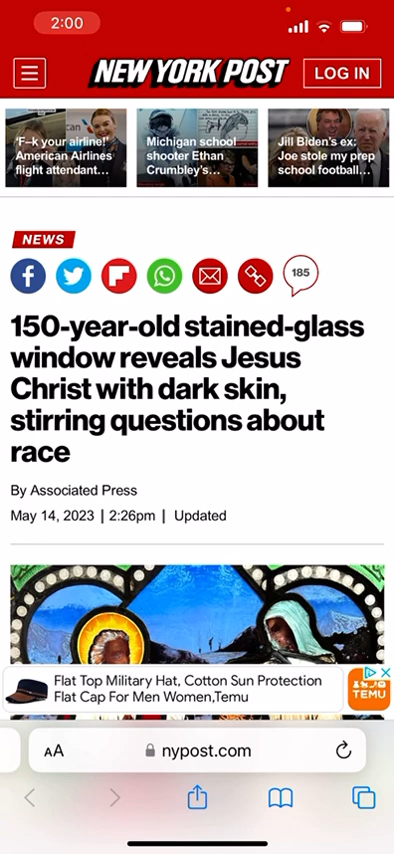 2:00
NEW YORK POST
LOG IN
'F--k your airline!'
American Airlines
flight attendant...
Michigan school
shooter Ethan
Crumbley's...
Jill Biden's ex:
Joe stole my prep
school football...
NEWS
185
150-year-old stained-glass
window reveals Jesus
Christ with dark skin,
stirring questions about
race
By Associated Press
May 14, 2023 | 2:26pm | Updated
Flat Top Military Hat, Cotton Sun Protection
Flat Cap For Men Women,Temu
TEMU
AA
nypost.com